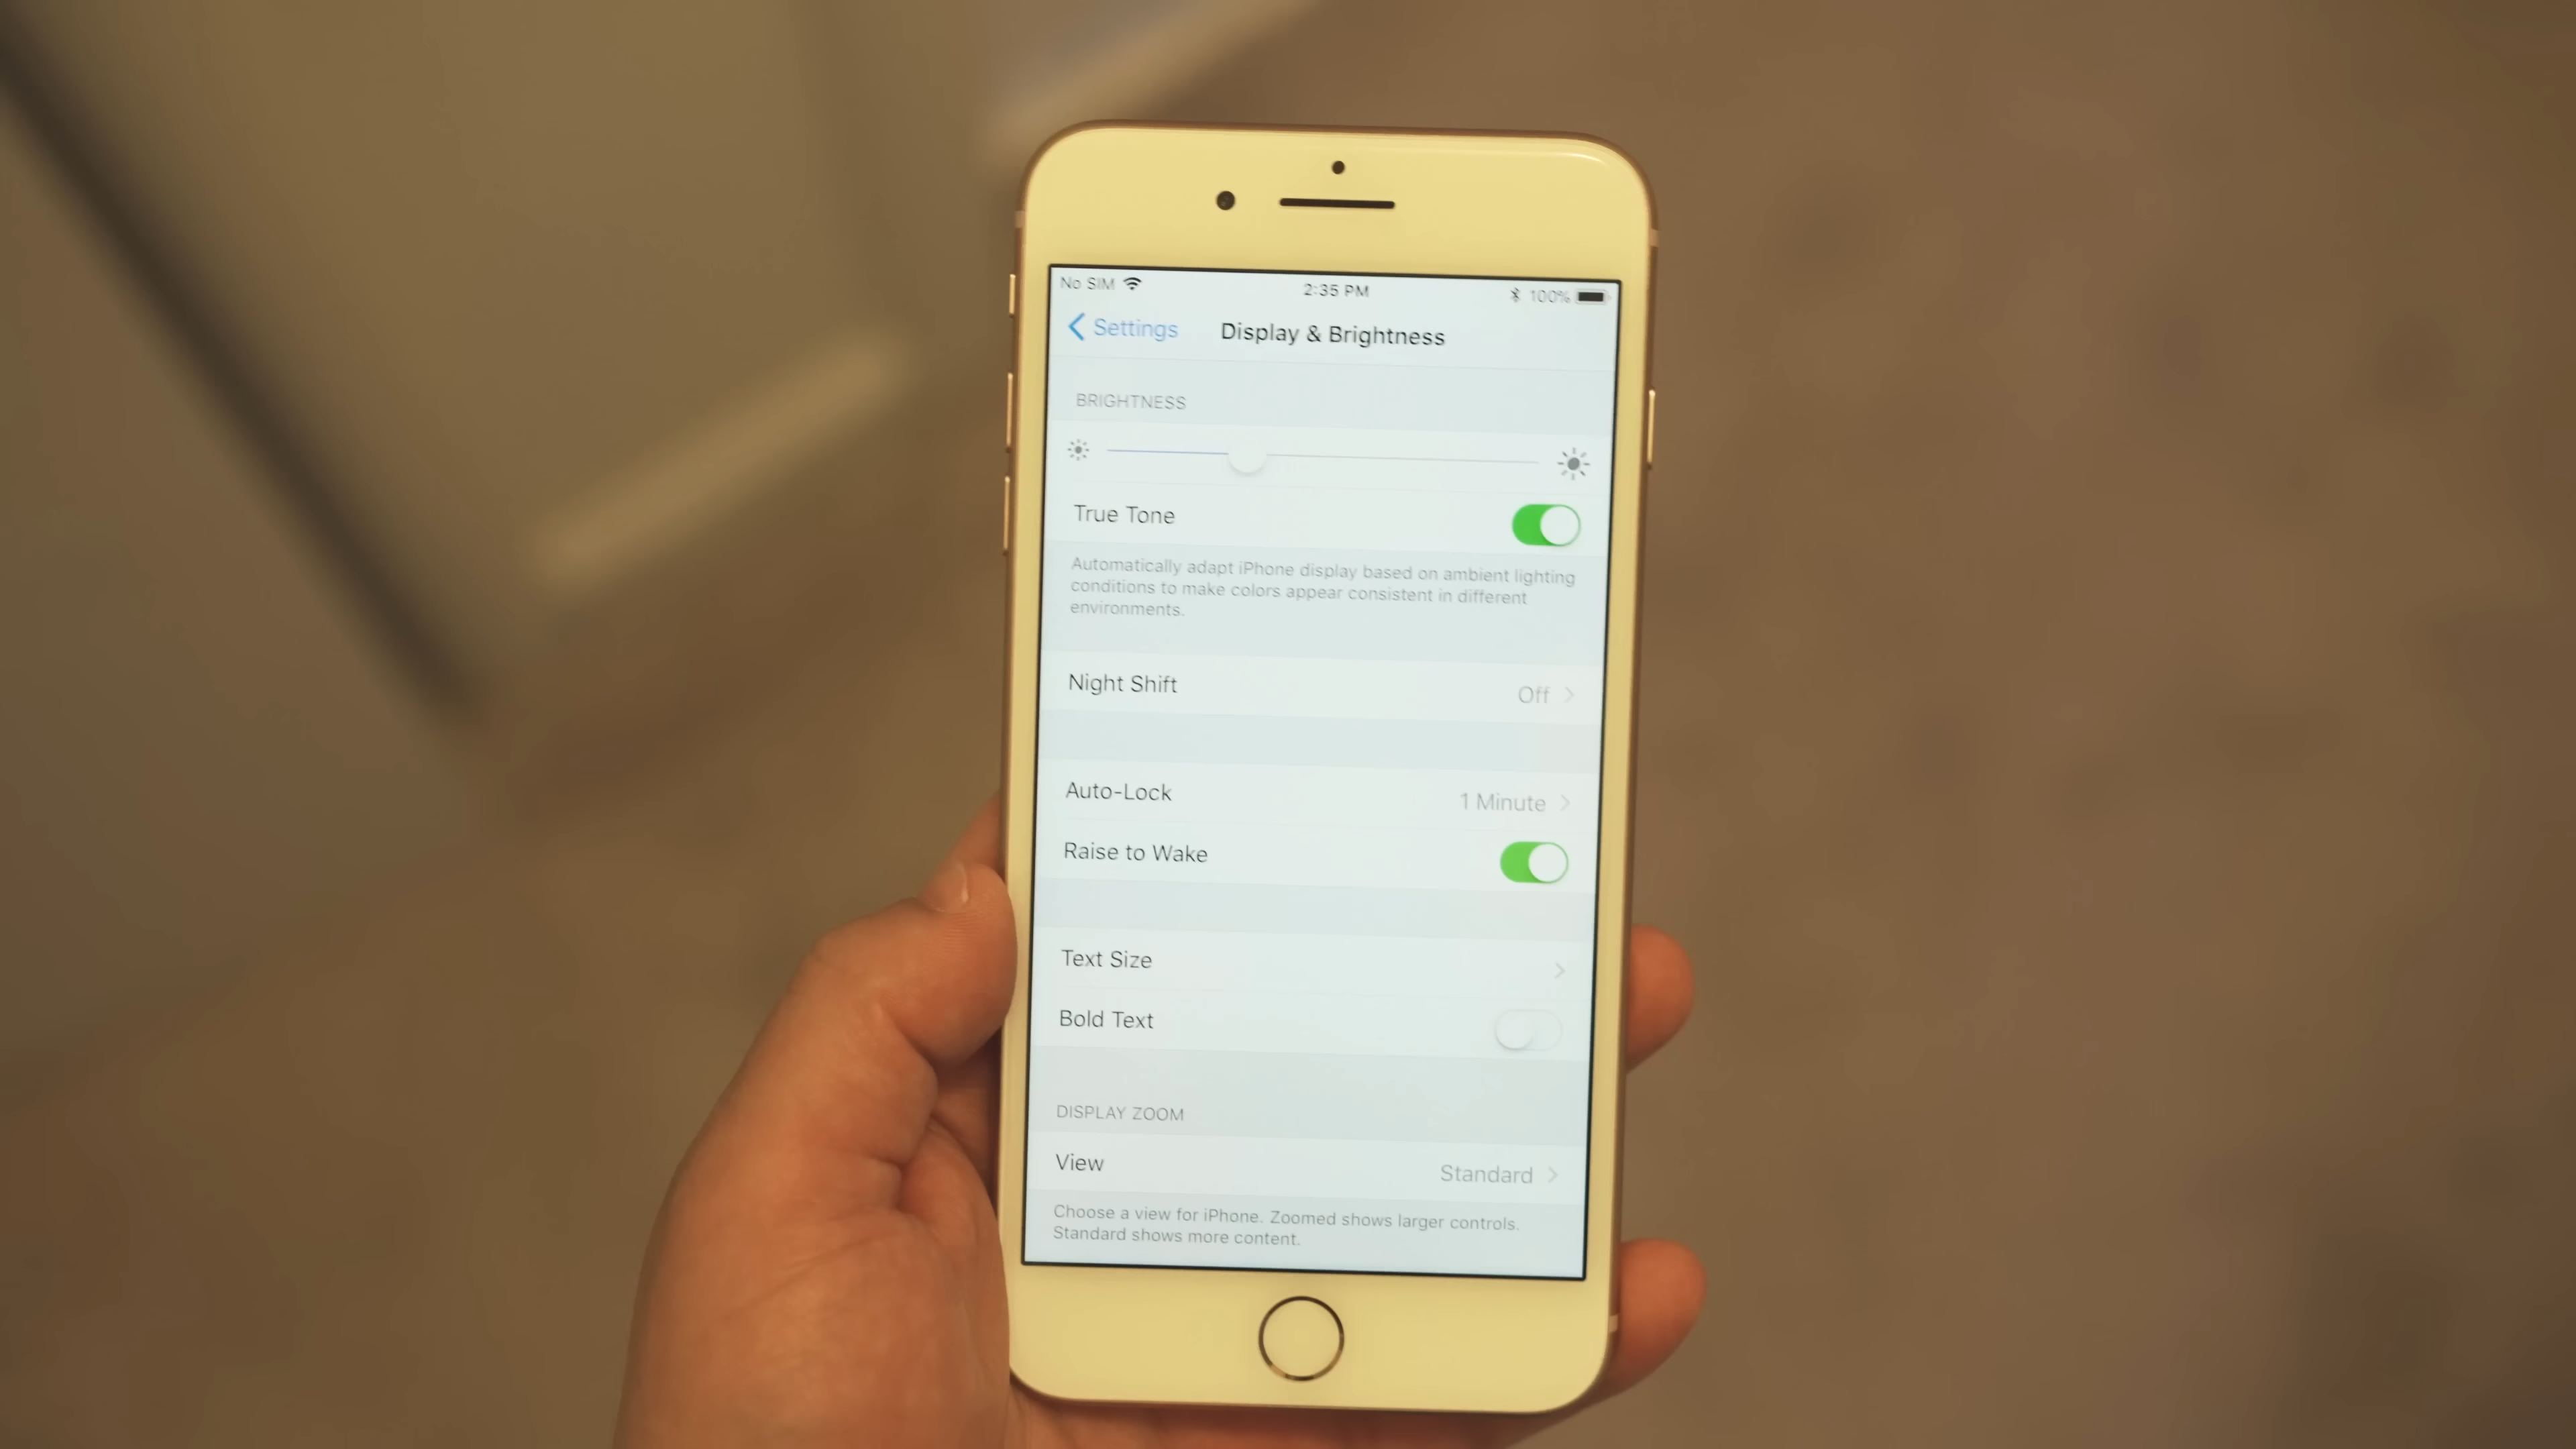 No SIM 2:35 PM 100%
Settings Display & Brightness
BRIGHTNESS
True Tone
Automatically adapt iPhone display based on ambient lighting
conditions to make colors appear consistent in different
environments.
Night Shift Off
Auto-Lock 1 Minute
Raise to Wake
Text Size
Bold Text
DISPLAY ZOOM
View Standard
Choose a view for iPhone. Zoomed shows larger controls.
Standard shows more content.